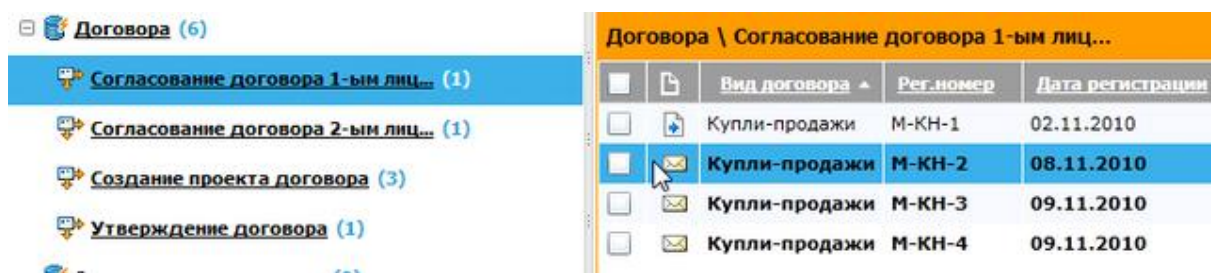 Договора (6)
Согласование договора 1-ым лиц... (1)
Согласование договора 2-ым лиц... (1)
Создание проекта договора (3)
Утверждение договора (1)
Договора \ Согласование договора 1-ым лиц...
Вид договора Рег.номер Дата регистрации
Купли-продажи М-КН-1 02.11.2010
Купли-продажи М-КН-2 08.11.2010
Купли-продажи М-КН-3 09.11.2010
Купли-продажи М-КН-4 09.11.2010